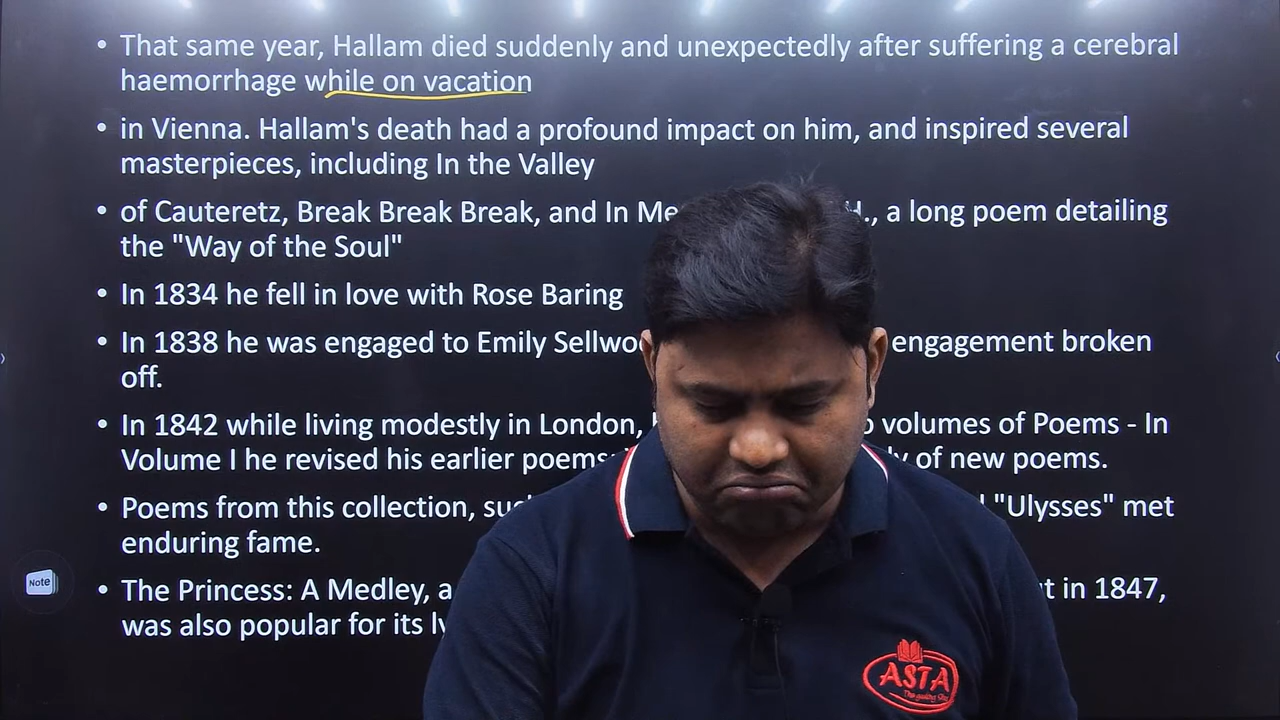 • That same year, Hallam died suddenly and unexpectedly after suffering a cerebral
haemorrhage while on vacation
• in Vienna. Hallam's death had a profound impact on him, and inspired several
masterpieces, including In the Valley
• of Cauteretz, Break Break Break, and In H., a long poem detailing
the "Way of the Soul"
• In 1834 he fell in love with Rose Baring
• In 1838 he was engaged to Emily engagement broken
off.
• In 1842 while living modestly in London, volumes of Poems - In
Volume I he revised his earlier poems of new poems.
• Poems from this collection, "Ulysses" met
enduring fame.
• The Princess: A Medley, in 1847,
was also popular for its
Note
ASTA